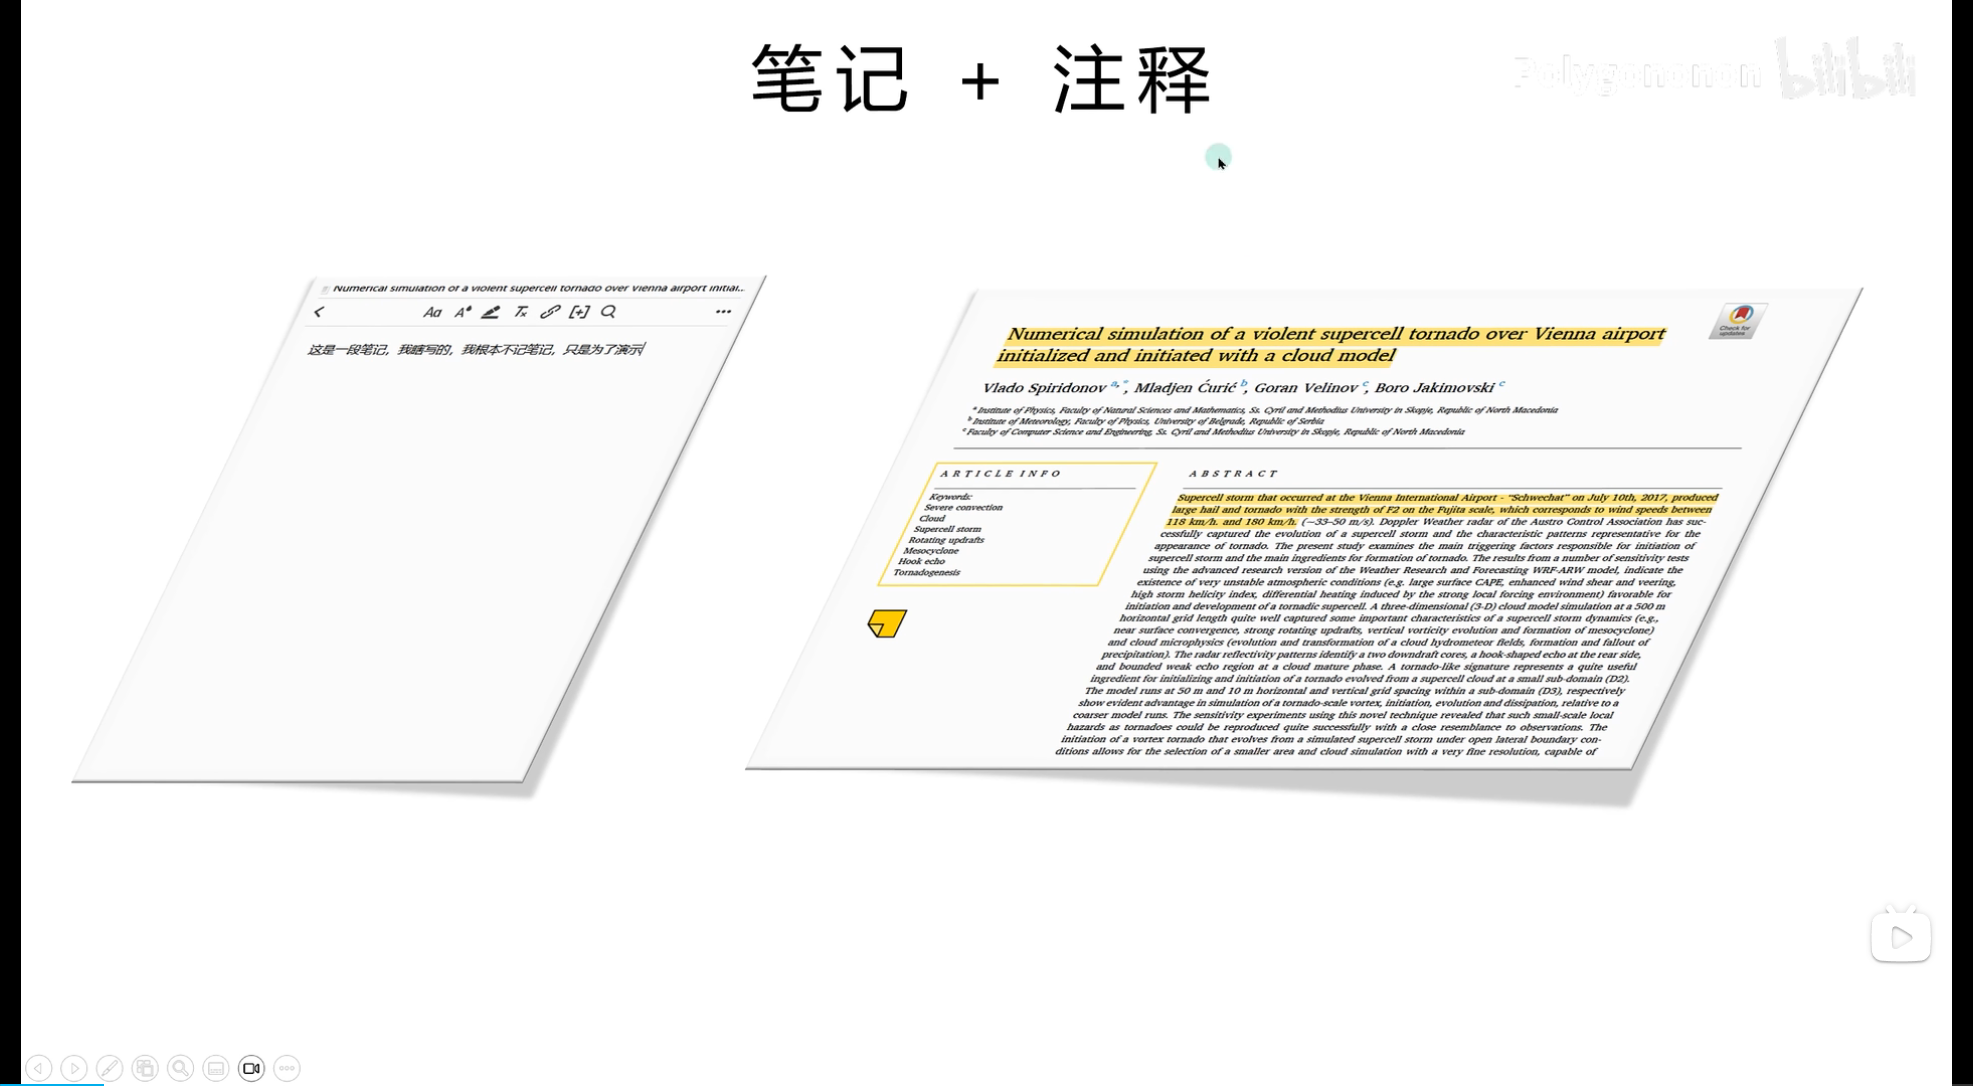 笔记 + 注释
Polygononon bilibili
Numerical simulation of a violent supercell tornado over Vienna airport initial...
这是一段笔记，我瞎写的，我根本不记笔记，只是为了演示
Numerical simulation of a violent supercell tornado over Vienna airport
initialized and initiated with a cloud model
Check for
updates
Vlado Spiridonov a,*, Mladjen Ćurić b, Goran Velinov c, Boro Jakimovski c
a Institute of Physics, Faculty of Natural Sciences and Mathematics, Ss. Cyril and Methodius University in Skopje, Republic of North Macedonia
b Institute of Meteorology, Faculty of Physics, University of Belgrade, Republic of Serbia
c Faculty of Computer Science and Engineering, Ss. Cyril and Methodius University in Skopje, Republic of North Macedonia
ARTICLE INFO
Keywords:
Severe convection
Cloud
Supercell storm
Rotating updrafts
Mesocyclone
Hook echo
Tornadogenesis
ABSTRACT
Supercell storm that occurred at the Vienna International Airport - “Schwechat” on July 10th, 2017, produced
large hail and tornado with the strength of F2 on the Fujita scale, which corresponds to wind speeds between
118 km/h. and 180 km/h. (~33–50 m/s). Doppler Weather radar of the Austro Control Association has suc-
cessfully captured the evolution of a supercell storm and the characteristic patterns representative for the
appearance of tornado. The present study examines the main triggering factors responsible for initiation of
supercell storm and the main ingredients for formation of tornado. The results from a number of sensitivity tests
using the advanced research version of the Weather Research and Forecasting WRF-ARW model, indicate the
existence of very unstable atmospheric conditions (e.g. large surface CAPE, enhanced wind shear and veering,
high storm helicity index, differential heating induced by the strong local forcing environment) favorable for
initiation and development of a tornadic supercell. A three-dimensional (3-D) cloud model simulation at a 500 m
horizontal grid length quite well captured some important characteristics of a supercell storm dynamics (e.g.,
near surface convergence, strong rotating updrafts, vertical vorticity evolution and formation of mesocyclone)
and cloud microphysics (evolution and transformation of a cloud hydrometeor fields, formation and fallout of
precipitation). The radar reflectivity patterns identify a two downdraft cores, a hook-shaped echo at the rear side,
and bounded weak echo region at a cloud mature phase. A tornado-like signature represents a quite useful
ingredient for initializing and initiation of a tornado evolved from a supercell cloud at a small sub-domain (D2).
The model runs at 50 m and 10 m horizontal and vertical grid spacing within a sub-domain (D3), respectively
show evident advantage in simulation of a tornado-scale vortex, initiation, evolution and dissipation, relative to a
coarser model runs. The sensitivity experiments using this novel technique revealed that such small-scale local
hazards as tornadoes could be reproduced quite successfully with a close resemblance to observations. The
initiation of a vortex tornado that evolves from a simulated supercell storm under open lateral boundary con-
ditions allows for the selection of a smaller area and cloud simulation with a very fine resolution, capable of